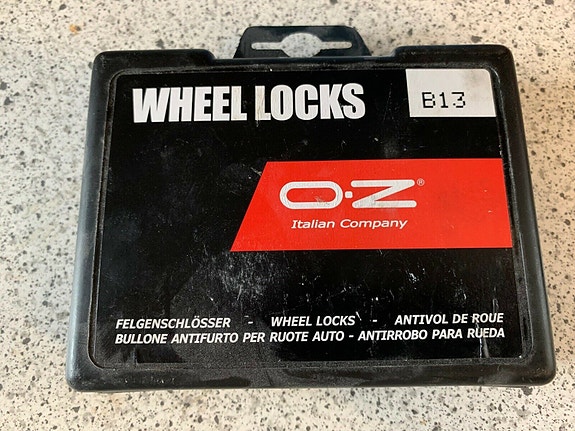 WHEEL LOCKS
B13
O·Z®
Italian Company
FELGENSCHLÖSSER - WHEEL LOCKS - ANTIVOL DE ROUE
BULLONE ANTIFURTO PER RUOTE AUTO - ANTIRROBO PARA RUEDA